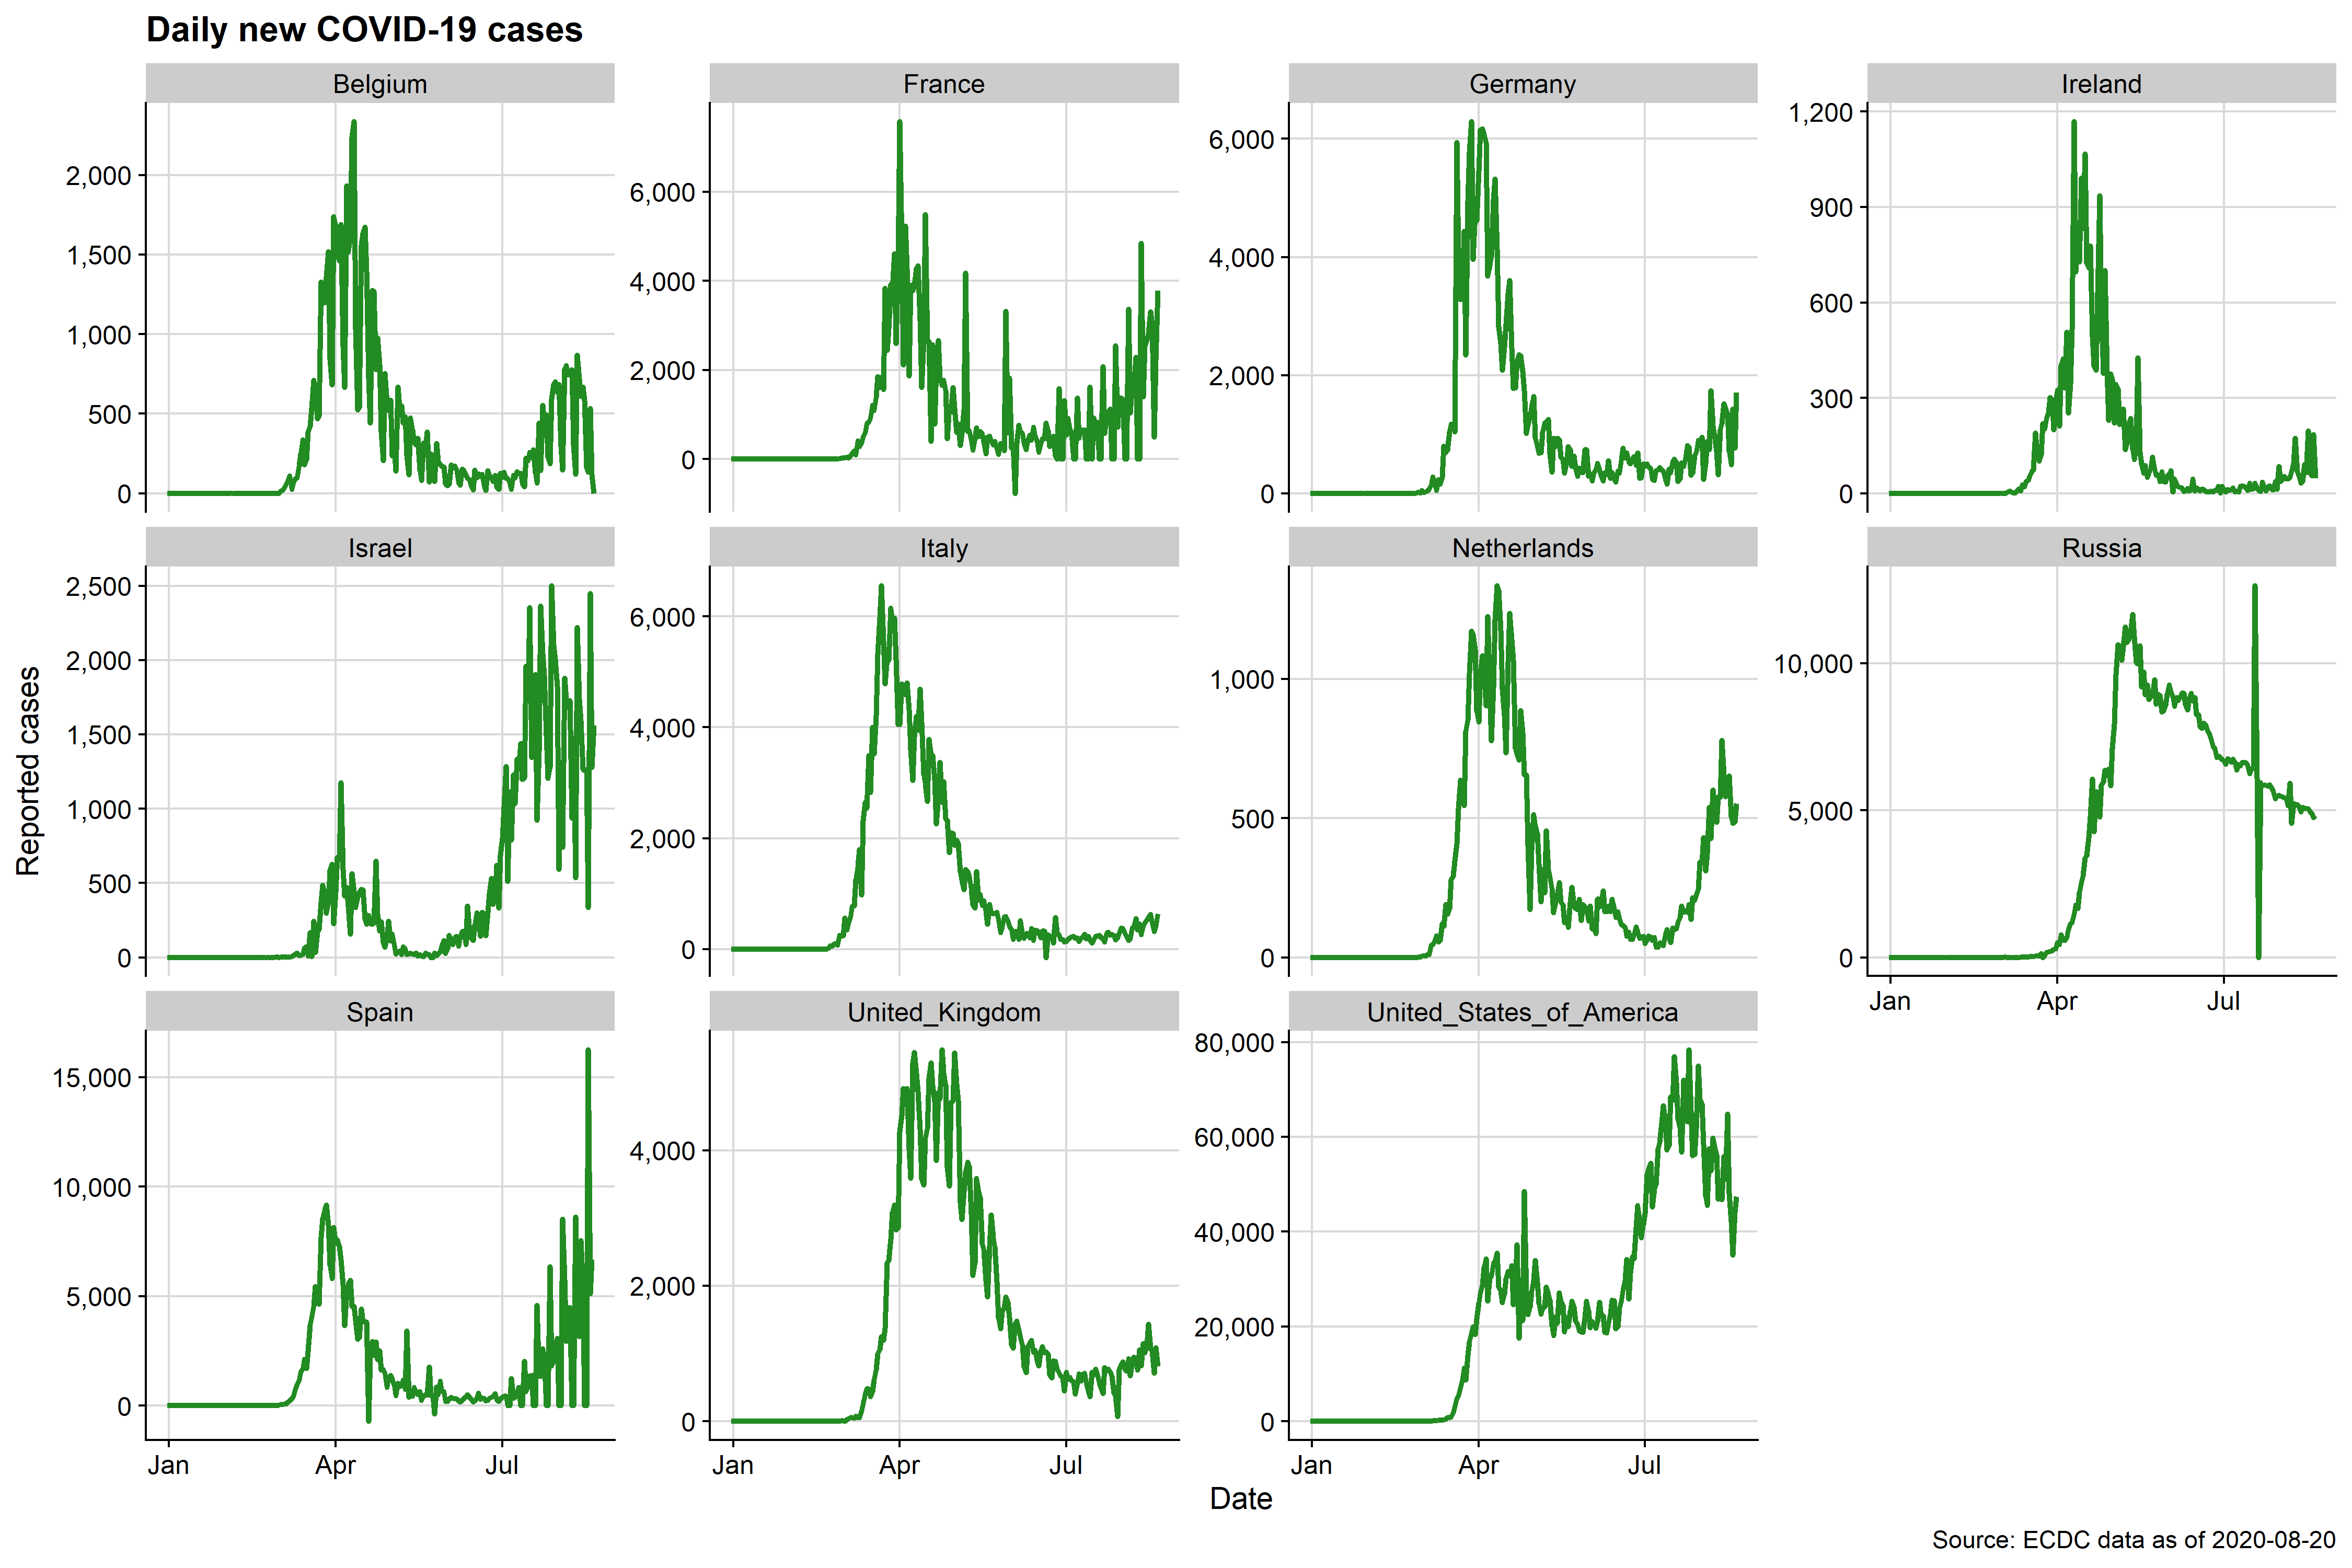 Daily new COVID-19 cases
Belgium
France
Germany
Ireland
2,000
1,500
1,000
500
0
6,000
4,000
2,000
0
6,000
4,000
2,000
0
1,200
900
600
300
0
Israel
Italy
Netherlands
Russia
2,500
2,000
1,500
1,000
500
0
6,000
4,000
2,000
0
1,000
500
0
10,000
5,000
0
Jan Apr Jul
Spain
United_Kingdom
United_States_of_America
15,000
10,000
5,000
0
4,000
2,000
0
80,000
60,000
40,000
20,000
0
Jan Apr Jul
Jan Apr Jul
Jan Apr Jul
Reported cases
Date
Source: ECDC data as of 2020-08-20